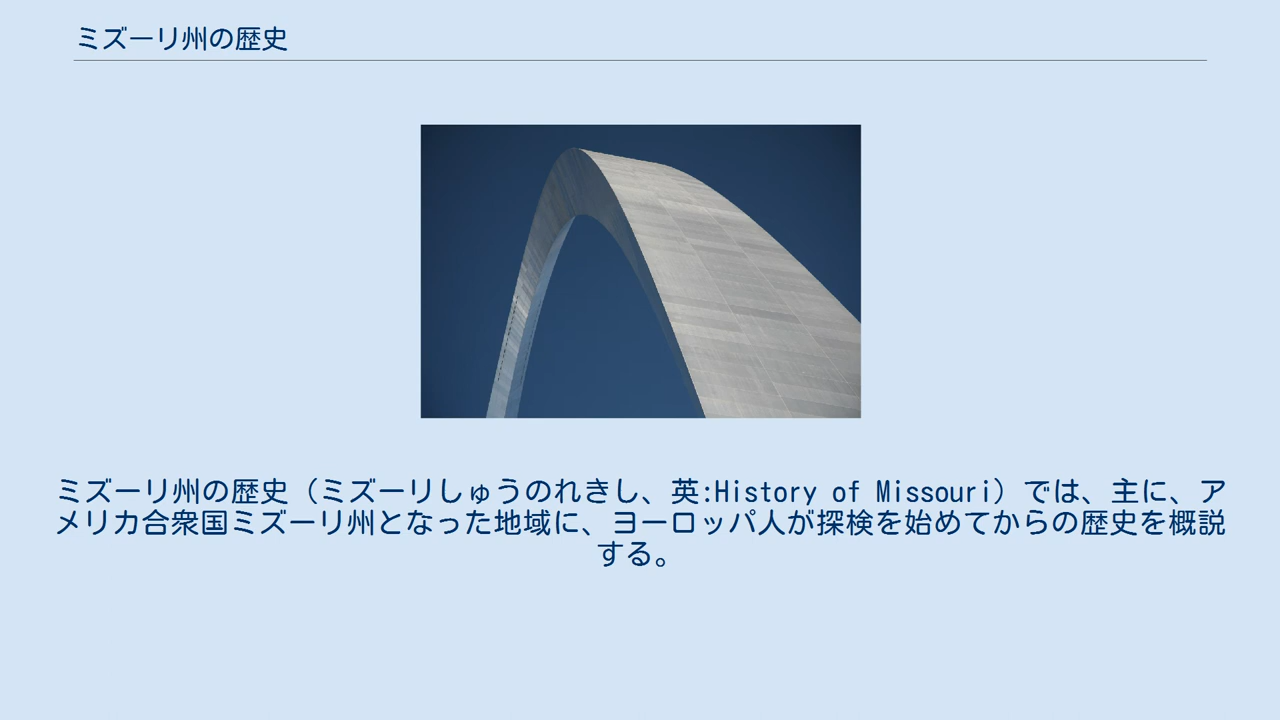 ミズーリ州の歴史
ミズーリ州の歴史（ミズーリしゅうのれきし、英:History of Missouri）では、主に、ア
メリカ合衆国ミズーリ州となった地域に、ヨーロッパ人が探検を始めてからの歴史を概説
する。